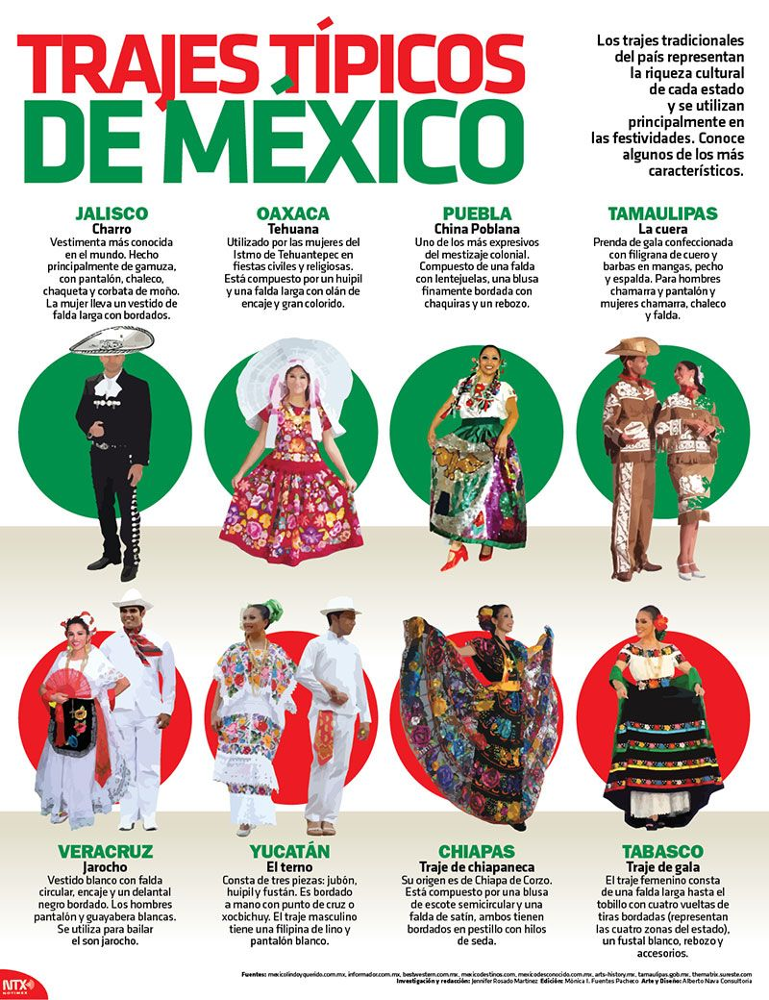 TRAJES TÍPICOS
DE MÉXICO
Los trajes tradicionales
del país representan
la riqueza cultural
de cada estado
y se utilizan
principalmente en
las festividades. Conoce
algunos de los más
característicos.
JALISCO
Charro
Vestimenta más conocida
en el mundo. Hecho
principalmente de gamuza,
con pantalón, chaleco,
chaqueta y corbata de moño.
La mujer lleva un vestido de
falda larga con bordados.
OAXACA
Tehuana
Utilizado por las mujeres del
Istmo de Tehuantepec en
fiestas civiles y religiosas.
Está compuesto por un huipil
y una falda larga con olán de
encaje y gran colorido.
PUEBLA
China Poblana
Uno de los más expresivos
del mestizaje colonial.
Compuesto de una falda
con lentejuelas, una blusa
finamente bordada con
chaquiras y un rebozo.
TAMAULIPAS
La cuera
Prenda de gala confeccionada
con filigrana de cuero y
barbas en mangas, pecho
y espalda. Para hombres
chamarra y pantalón y
mujeres chamarra, chaleco
y falda.
VERACRUZ
Jarocho
Vestido blanco con falda
circular, encaje y un delantal
negro bordado. Los hombres
pantalón y guayabera blancas.
Se utiliza para bailar
el son jarocho.
YUCATÁN
El terno
Consta de tres piezas: jubón,
huipil y fustán. Es bordado
a mano con punto de cruz o
xocbichuy. El traje masculino
tiene una filipina de lino y
pantalón blanco.
CHIAPAS
Traje de chiapaneca
Su origen es de Chiapa de Corzo.
Está compuesto por una blusa
de escote semicircular y una
falda de satín, ambos tienen
bordados en pestillo con hilos
de seda.
TABASCO
Traje de gala
El traje femenino consta
de una falda larga hasta el
tobillo con cuatro vueltas de
tiras bordadas (representan
las cuatro zonas del estado),
un fustal blanco, rebozo y
accesorios.
NTX
NOTIMEX
Fuentes: mexicolindoyquerido.com.mx, informador.com.mx, bestwestern.com.mx, mexicodestinos.com, mexicodesconocido.com.mx, arts-history.mx, tamaulipas.gob.mx, thematrix.sureste.com
Investigación y redacción: Jennifer Rosado Martínez Edición: Mónica I. Fuentes Pacheco Arte y Diseño: Alberto Nava Consultoría